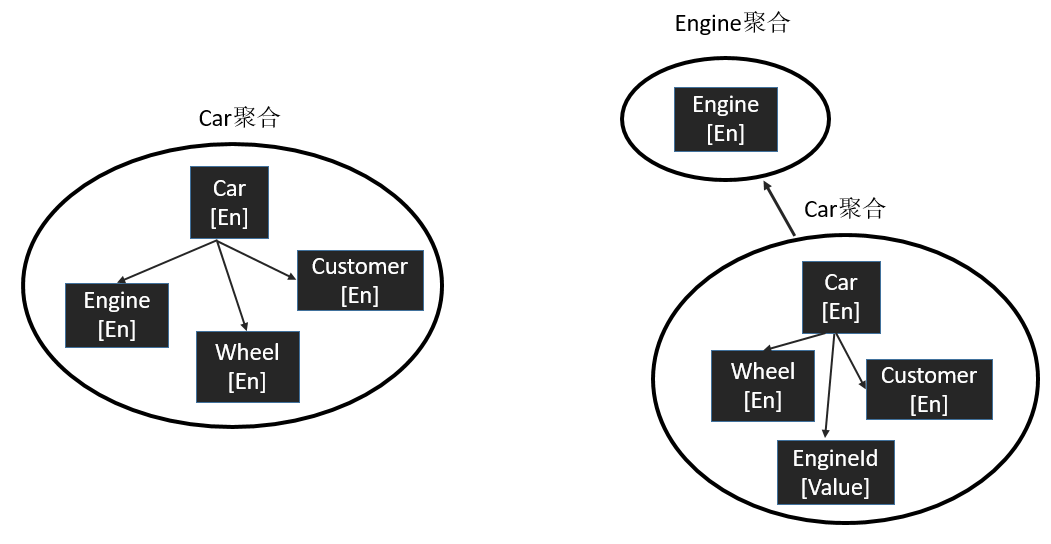 Car聚合
Car
[En]
Engine
[En]
Customer
[En]
Wheel
[En]
Engine聚合
Engine
[En]
Car聚合
Car
[En]
Wheel
[En]
Customer
[En]
EngineId
[Value]